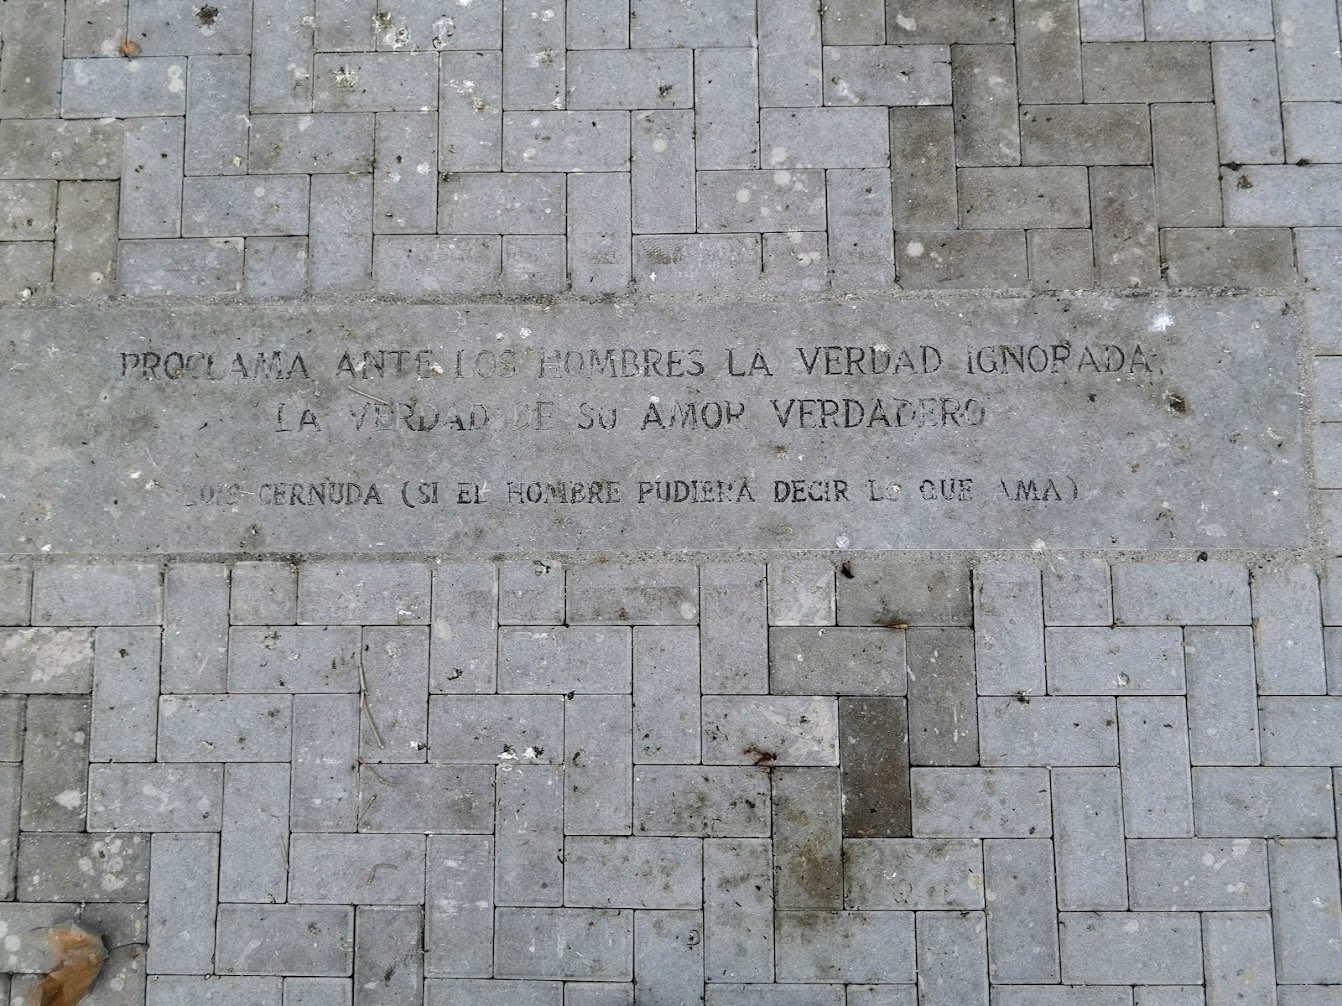 PROCLAMA ANTE LOS HOMBRES LA VERDAD IGNORADA,
LA VERDAD DE SU AMOR VERDADERO
LUIS CERNUDA (SI EL HOMBRE PUDIERA DECIR LO QUE AMA)